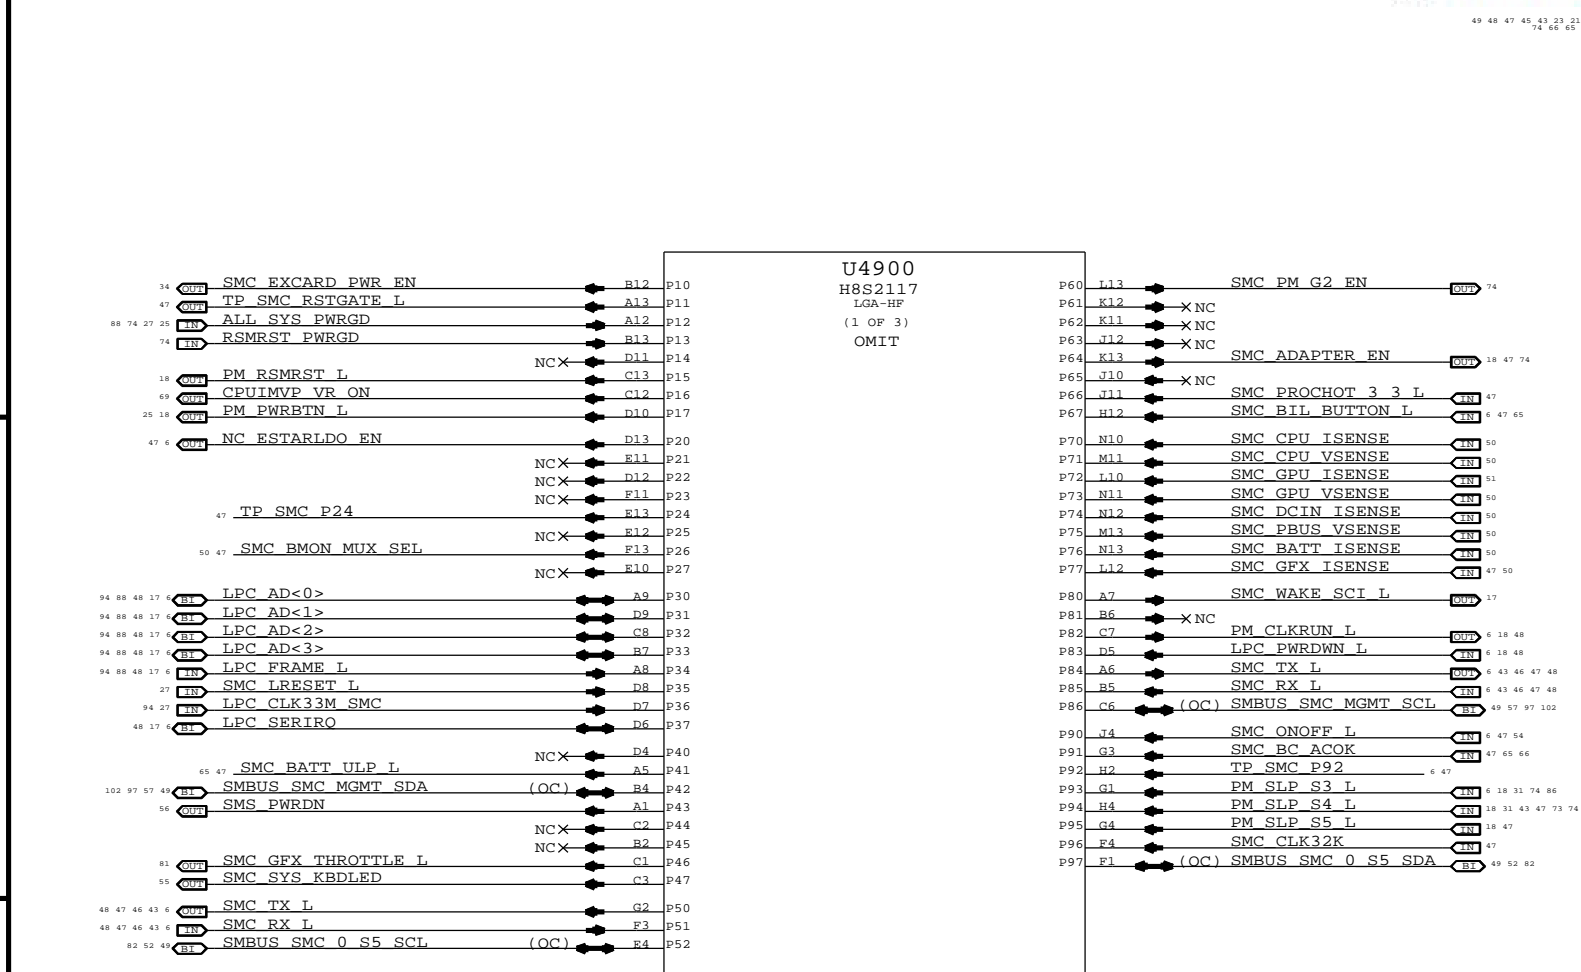 49 48 47 45 43 23 21
74 66 65
U4900
H8S2117
LGA-HF
(1 OF 3)
OMIT
34 OUT SMC_EXCARD_PWR_EN B12 P10
47 OUT TP_SMC_RSTGATE_L A13 P11
88 74 27 25 IN ALL_SYS_PWRGD A12 P12
74 IN RSMRST_PWRGD B13 P13
NC D11 P14
18 OUT PM_RSMRST_L C13 P15
69 OUT CPUIMVP_VR_ON C12 P16
25 18 OUT PM_PWRBTN_L D10 P17
47 6 OUT NC_ESTARLDO_EN D13 P20
NC E11 P21
NC D12 P22
NC F11 P23
47 TP_SMC_P24 E13 P24
NC E12 P25
50 47 SMC_BMON_MUX_SEL F13 P26
NC E10 P27
94 88 48 17 6 BI LPC_AD<0> A9 P30
94 88 48 17 6 BI LPC_AD<1> D9 P31
94 88 48 17 6 BI LPC_AD<2> C8 P32
94 88 48 17 6 BI LPC_AD<3> B7 P33
94 88 48 17 6 IN LPC_FRAME_L A8 P34
27 IN SMC_LRESET_L D8 P35
94 27 IN LPC_CLK33M_SMC D7 P36
48 17 6 BI LPC_SERIRQ D6 P37
NC D4 P40
65 47 SMC_BATT_ULP_L A5 P41
102 97 57 49 BI SMBUS_SMC_MGMT_SDA (OC) B4 P42
56 OUT SMS_PWRDN A1 P43
NC C2 P44
NC B2 P45
81 OUT SMC_GFX_THROTTLE_L C1 P46
55 OUT SMC_SYS_KBDLED C3 P47
48 47 46 43 6 OUT SMC_TX_L G2 P50
48 47 46 43 6 IN SMC_RX_L F3 P51
82 52 49 BI SMBUS_SMC_0_S5_SCL (OC) E4 P52
P60 L13 SMC_PM_G2_EN OUT 74
P61 K12 NC
P62 K11 NC
P63 J12 NC
P64 K13 SMC_ADAPTER_EN OUT 18 47 74
P65 J10 NC
P66 J11 SMC_PROCHOT_3_3_L IN 47
P67 H12 SMC_BIL_BUTTON_L IN 6 47 65
P70 N10 SMC_CPU_ISENSE IN 50
P71 M11 SMC_CPU_VSENSE IN 50
P72 L10 SMC_GPU_ISENSE IN 51
P73 N11 SMC_GPU_VSENSE IN 50
P74 N12 SMC_DCIN_ISENSE IN 50
P75 M13 SMC_PBUS_VSENSE IN 50
P76 N13 SMC_BATT_ISENSE IN 50
P77 L12 SMC_GFX_ISENSE IN 47 50
P80 A7 SMC_WAKE_SCI_L OUT 17
P81 B6 NC
P82 C7 PM_CLKRUN_L OUT 6 18 48
P83 D5 LPC_PWRDWN_L IN 6 18 48
P84 A6 SMC_TX_L OUT 6 43 46 47 48
P85 B5 SMC_RX_L IN 6 43 46 47 48
P86 C6 (OC) SMBUS_SMC_MGMT_SCL BI 49 57 97 102
P90 J4 SMC_ONOFF_L IN 6 47 54
P91 G3 SMC_BC_ACOK IN 47 65 66
P92 H2 TP_SMC_P92 6 47
P93 G1 PM_SLP_S3_L IN 6 18 31 74 86
P94 H4 PM_SLP_S4_L IN 18 31 43 47 73 74
P95 G4 PM_SLP_S5_L IN 18 47
P96 F4 SMC_CLK32K IN 47
P97 F1 (OC) SMBUS_SMC_0_S5_SDA BI 49 52 82